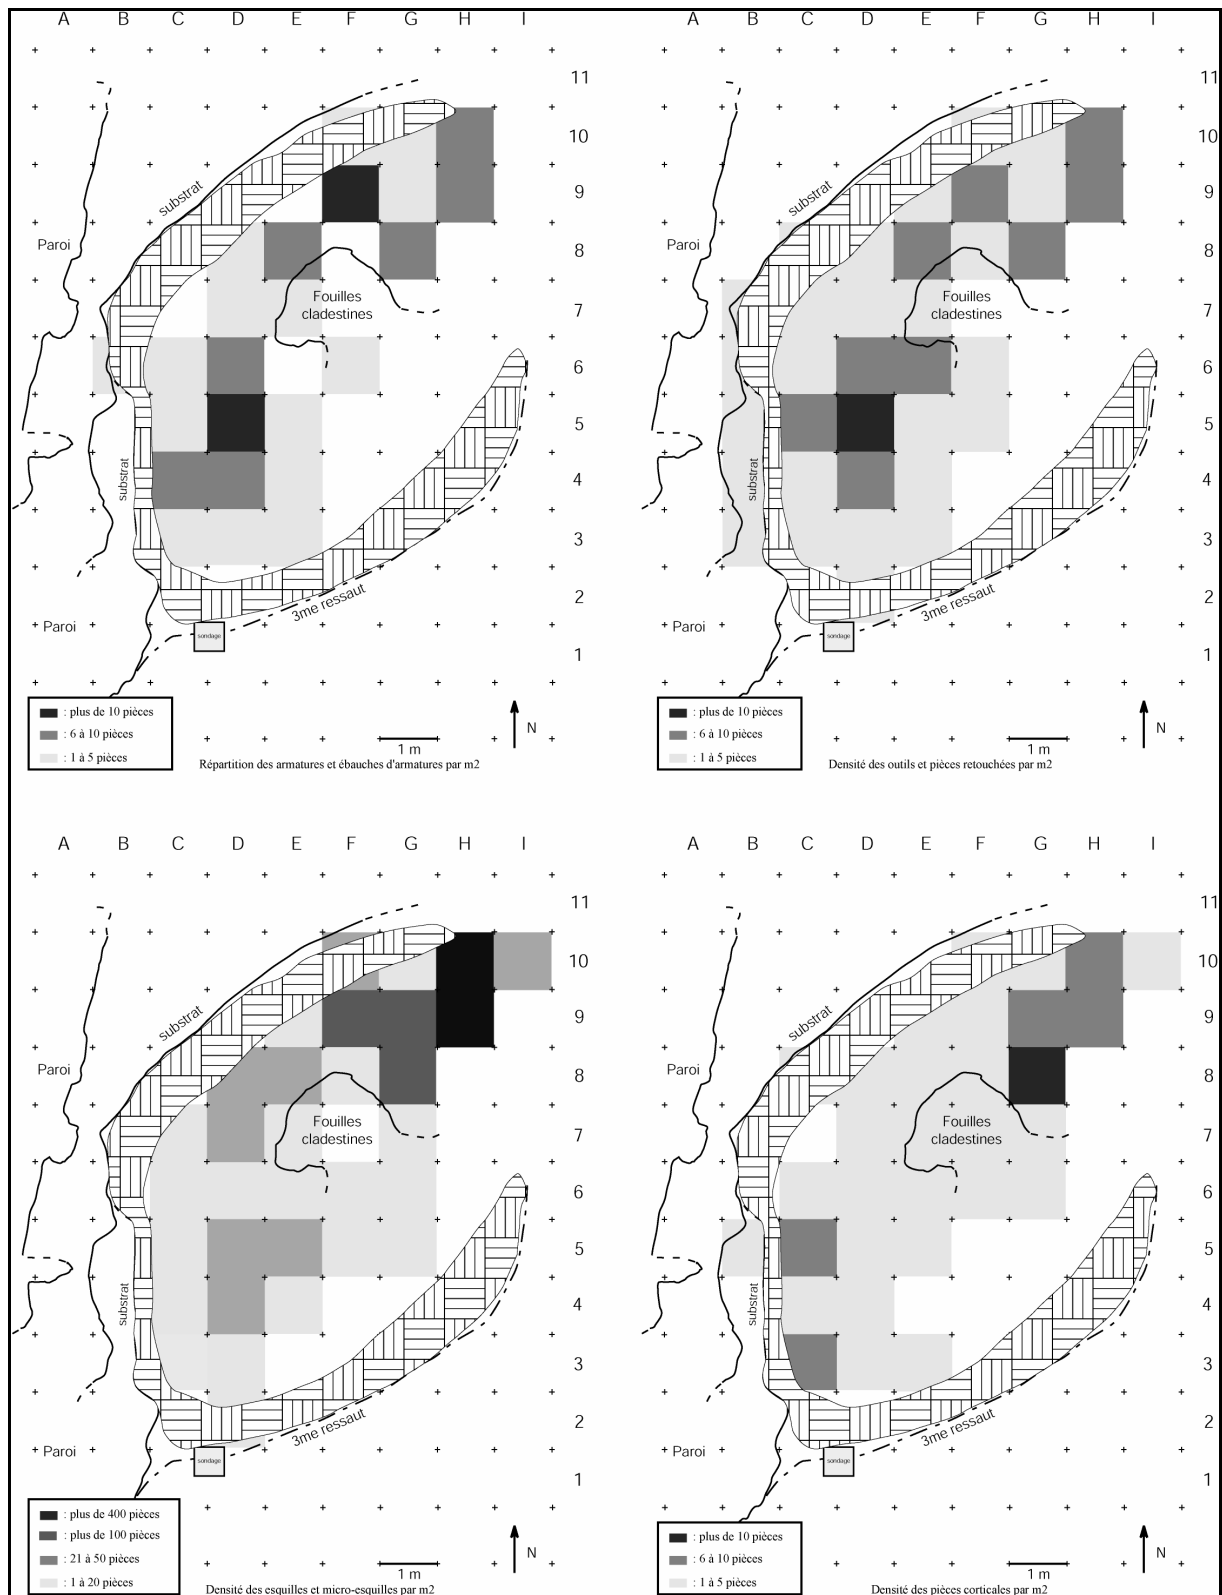 A B C D E F G H I
11
10
9
8
7
6
5
4
3
2
1
substrat
Paroi
Fouilles
cladestines
substrat
3me ressaut
Paroi
sondage
: plus de 10 pièces
: 6 à 10 pièces
: 1 à 5 pièces
N
1 m
Répartition des armatures et ébauches d'armatures par m2
A B C D E F G H I
11
10
9
8
7
6
5
4
3
2
1
substrat
Paroi
Fouilles
cladestines
substrat
3me ressaut
Paroi
sondage
: plus de 10 pièces
: 6 à 10 pièces
: 1 à 5 pièces
N
1 m
Densité des outils et pièces retouchées par m2
A B C D E F G H I
11
10
9
8
7
6
5
4
3
2
1
substrat
Paroi
Fouilles
cladestines
substrat
3me ressaut
Paroi
sondage
: plus de 400 pièces
: plus de 100 pièces
: 21 à 50 pièces
: 1 à 20 pièces
N
1 m
Densité des esquilles et micro-esquilles par m2
A B C D E F G H I
11
10
9
8
7
6
5
4
3
2
1
substrat
Paroi
Fouilles
cladestines
substrat
3me ressaut
Paroi
sondage
: plus de 10 pièces
: 6 à 10 pièces
: 1 à 5 pièces
N
1 m
Densité des pièces corticales par m2